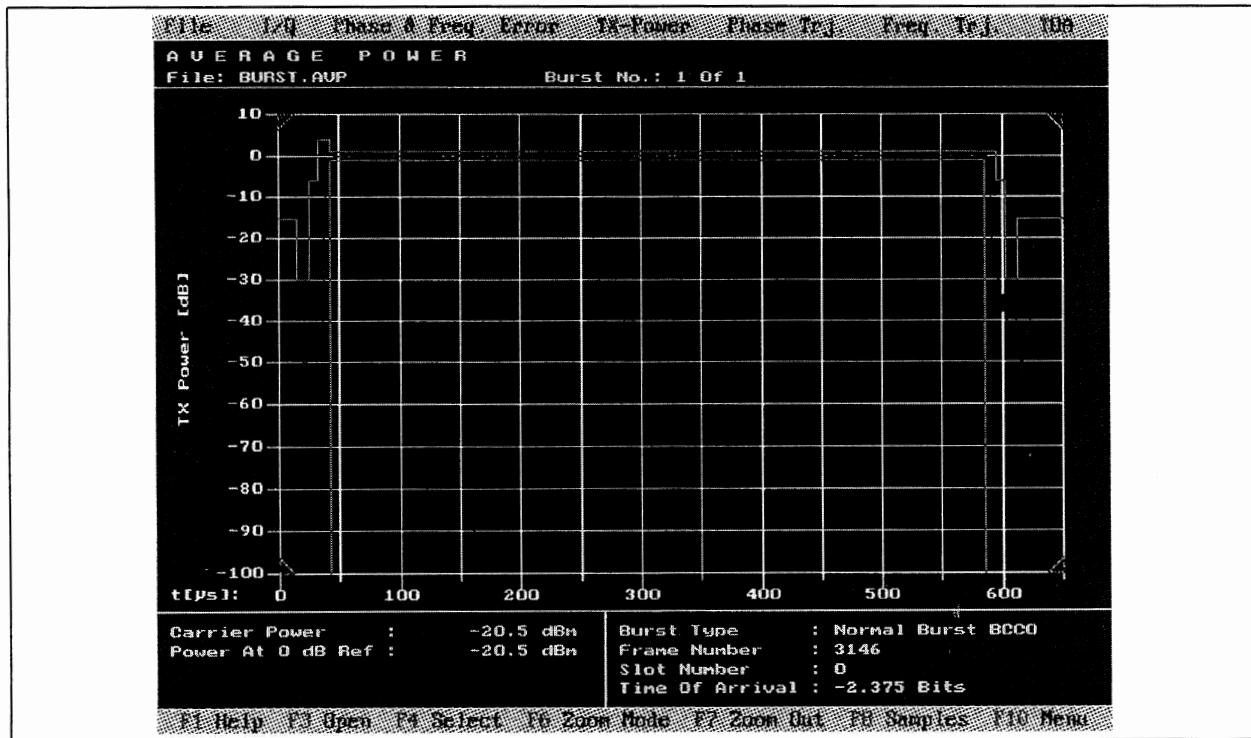 File I/Q Phase & Freq. Error TX-Power Phase Trj. Freq. Trj. TOA
AVERAGE POWER
File: BURST.AVP Burst No.: 1 Of 1
10
0
-10
-20
-30
-40
-50
-60
-70
-80
-90
-100
TX Power [dB]
t[µs]: 0 100 200 300 400 500 600
Carrier Power : -20.5 dBm
Power At 0 dB Ref : -20.5 dBm
Burst Type : Normal Burst BCC0
Frame Number : 3146
Slot Number : 0
Time Of Arrival : -2.375 Bits
F1 Help F3 Open F4 Select F6 Zoom Mode F7 Zoom Out F8 Samples F10 Menu